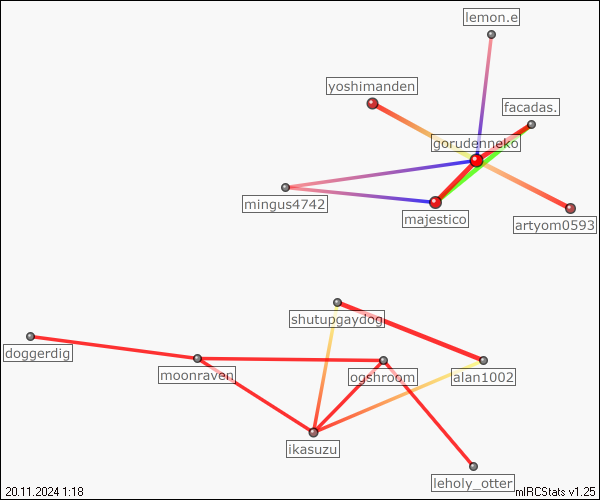 lemon.e
yoshimanden
facadas.
gorudenneko
mingus4742
majestico
artyom0593
shutupgaydog
doggerdig
moonraven
ogshroom
alan1002
ikasuzu
leholy_otter
20.11.2024 1:18
mIRCStats v1.25